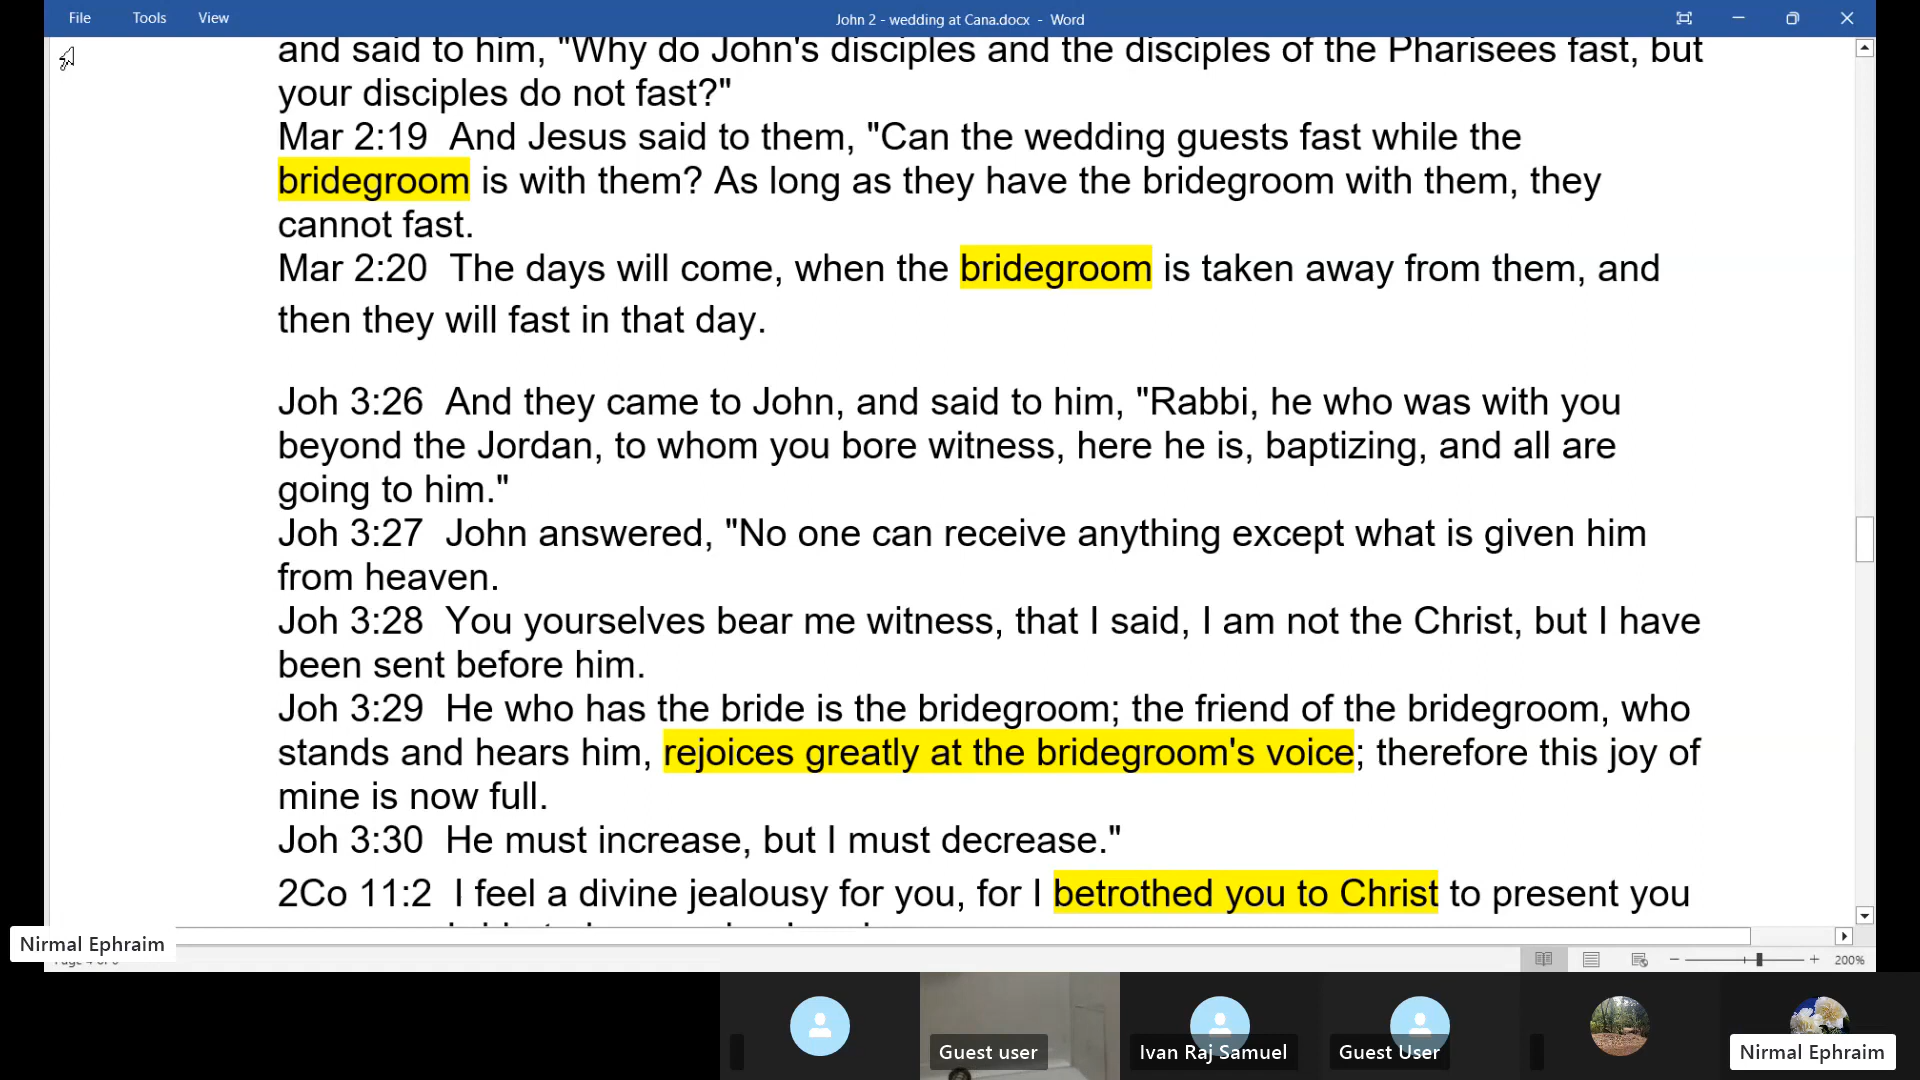 File Tools View John 2 - wedding at Cana.docx - Word
and said to him, "Why do John's disciples and the disciples of the Pharisees fast, but
your disciples do not fast?"
Mar 2:19 And Jesus said to them, "Can the wedding guests fast while the
bridegroom is with them? As long as they have the bridegroom with them, they
cannot fast.
Mar 2:20 The days will come, when the bridegroom is taken away from them, and
then they will fast in that day.
Joh 3:26 And they came to John, and said to him, "Rabbi, he who was with you
beyond the Jordan, to whom you bore witness, here he is, baptizing, and all are
going to him."
Joh 3:27 John answered, "No one can receive anything except what is given him
from heaven.
Joh 3:28 You yourselves bear me witness, that I said, I am not the Christ, but I have
been sent before him.
Joh 3:29 He who has the bride is the bridegroom; the friend of the bridegroom, who
stands and hears him, rejoices greatly at the bridegroom's voice; therefore this joy of
mine is now full.
Joh 3:30 He must increase, but I must decrease."
2Co 11:2 I feel a divine jealousy for you, for I betrothed you to Christ to present you
Nirmal Ephraim
200%
Guest user
Ivan Raj Samuel
Guest User
Nirmal Ephraim